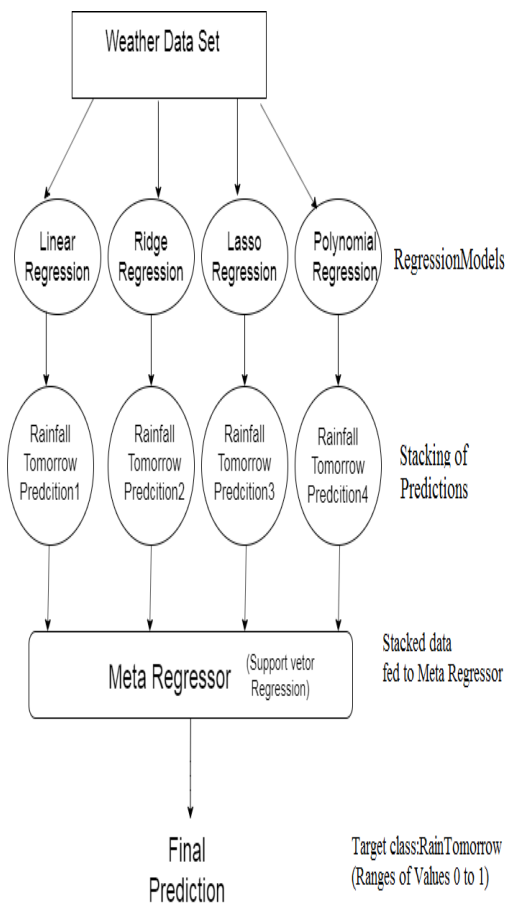 Weather Data Set
Linear
Regression
Ridge
Regression
Lasso
Regression
Polynomial
Regression
RegressionModels
Rainfall
Tomorrow
Predcition1
Rainfall
Tomorrow
Predcition2
Rainfall
Tomorrow
Predcition3
Rainfall
Tomorrow
Predcition4
Stacking of
Predictions
Meta Regressor
(Support vetor
Regression)
Stacked data
fed to Meta Regressor
Final
Prediction
Target class:RainTomorrow
(Ranges of Values 0 to 1)